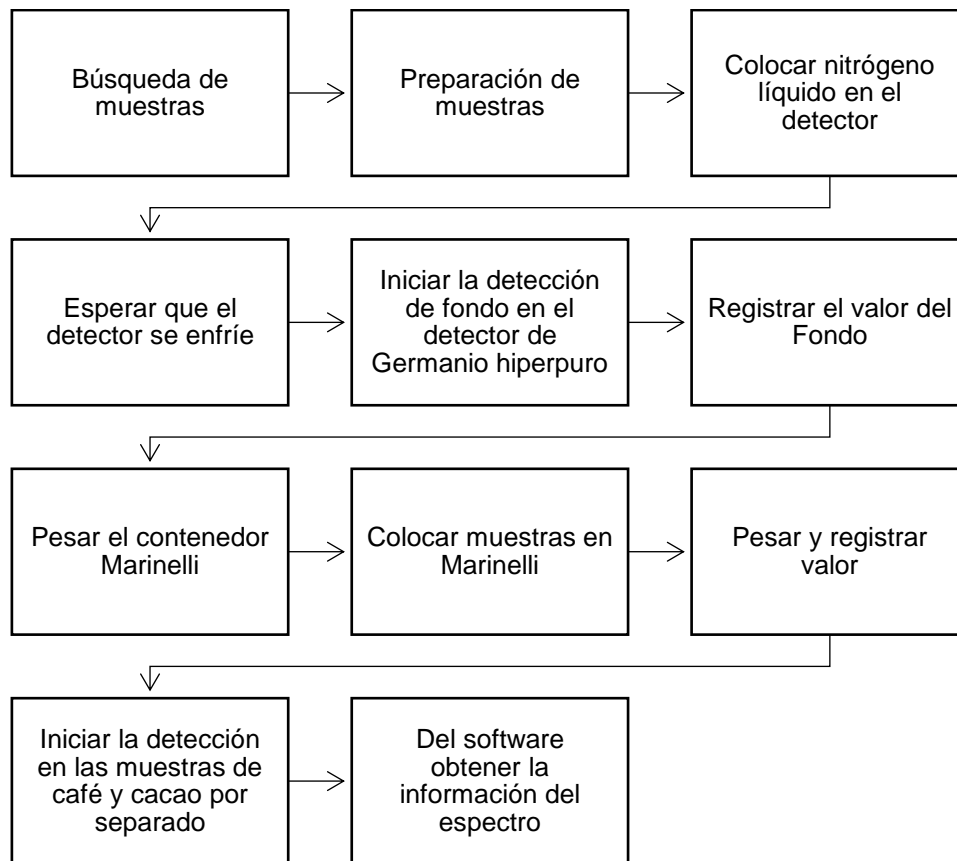 Búsqueda de
muestras
Preparación de
muestras
Colocar nitrógeno
líquido en el
detector
Esperar que el
detector se enfríe
Iniciar la detección
de fondo en el
detector de
Germanio hiperpuro
Registrar el valor del
Fondo
Pesar el contenedor
Marinelli
Colocar muestras en
Marinelli
Pesar y registrar
valor
Iniciar la detección
en las muestras de
café y cacao por
separado
Del software
obtener la
información del
espectro